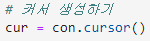 # 커서 생성하기
cur = con.cursor()